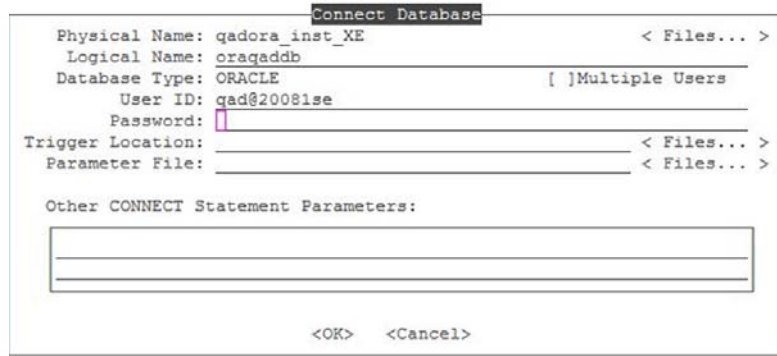 Connect Database
Physical Name: qadora_inst_XE < Files... >
Logical Name: oraqaddb
Database Type: ORACLE [ ]Multiple Users
User ID: qad@20081se
Password:
Trigger Location: < Files... >
Parameter File: < Files... >
Other CONNECT Statement Parameters:
<OK> <Cancel>